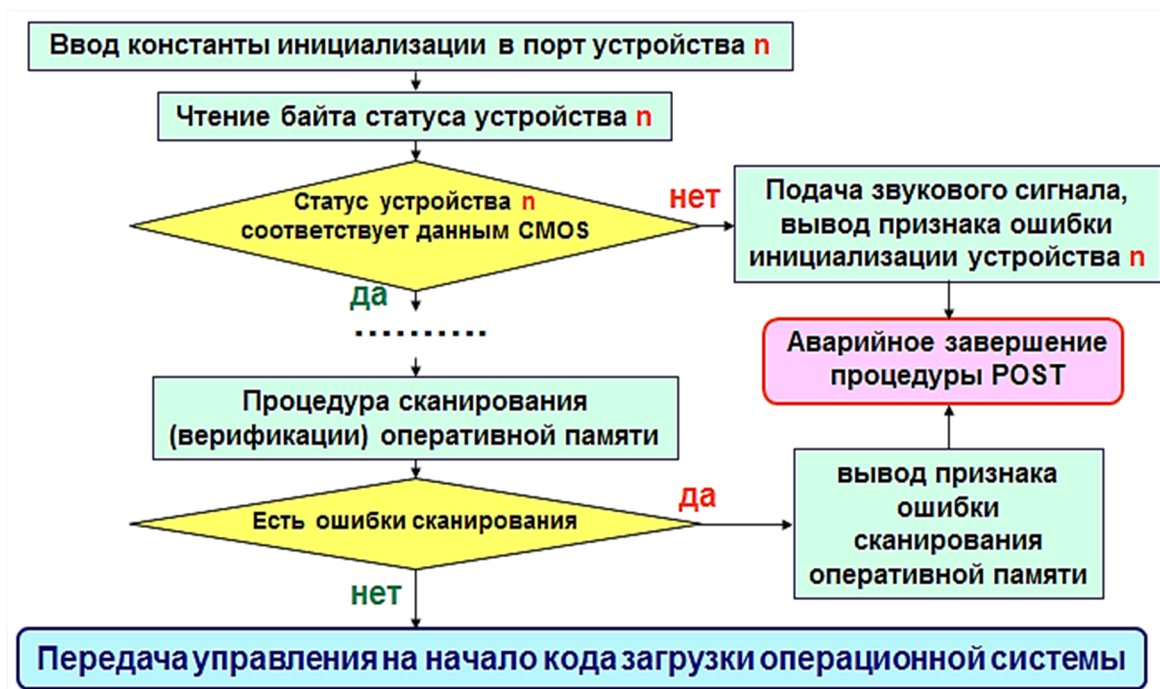 Ввод константы инициализации в порт устройства n
Чтение байта статуса устройства n
Статус устройства n
соответствует данным CMOS
нет
Подача звукового сигнала,
вывод признака ошибки
инициализации устройства n
да
..........
Аварийное завершение
процедуры POST
Процедура сканирования
(верификации) оперативной памяти
Есть ошибки сканирования
да
вывод признака
ошибки
сканирования
оперативной памяти
нет
Передача управления на начало кода загрузки операционной системы